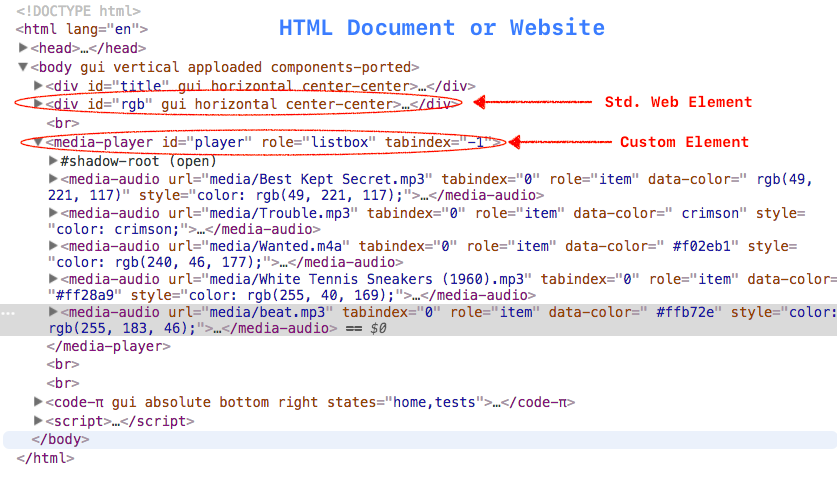 <!DOCTYPE html>
HTML Document or Website
<html lang="en">
▶<head>…</head>
▼<body gui vertical apploaded components-ported>
▶<div id="title" gui horizontal center-center>…</div>
▶<div id="rgb" gui horizontal center-center>…</div>
Std. Web Element
<br>
▼<media-player id="player" role="listbox" tabindex="-1">
Custom Element
▶#shadow-root (open)
▶<media-audio url="media/Best Kept Secret.mp3" tabindex="0" role="item" data-color=" rgb(49,
221, 117)" style="color: rgb(49, 221, 117);">…</media-audio>
▶<media-audio url="media/Trouble.mp3" tabindex="0" role="item" data-color=" crimson" style=
"color: crimson;">…</media-audio>
▶<media-audio url="media/Wanted.m4a" tabindex="0" role="item" data-color=" #f02eb1" style=
"color: rgb(240, 46, 177);">…</media-audio>
▶<media-audio url="media/White Tennis Sneakers (1960).mp3" tabindex="0" role="item" data-color=
"#ff28a9" style="color: rgb(255, 40, 169);">…</media-audio>
… ▶<media-audio url="media/beat.mp3" tabindex="0" role="item" data-color=" #ffb72e" style="color:
rgb(255, 183, 46);">…</media-audio> == $0
</media-player>
<br>
<br>
▶<code-π gui absolute bottom right states="home,tests">…</code-π>
▶<script>…</script>
</body>
</html>